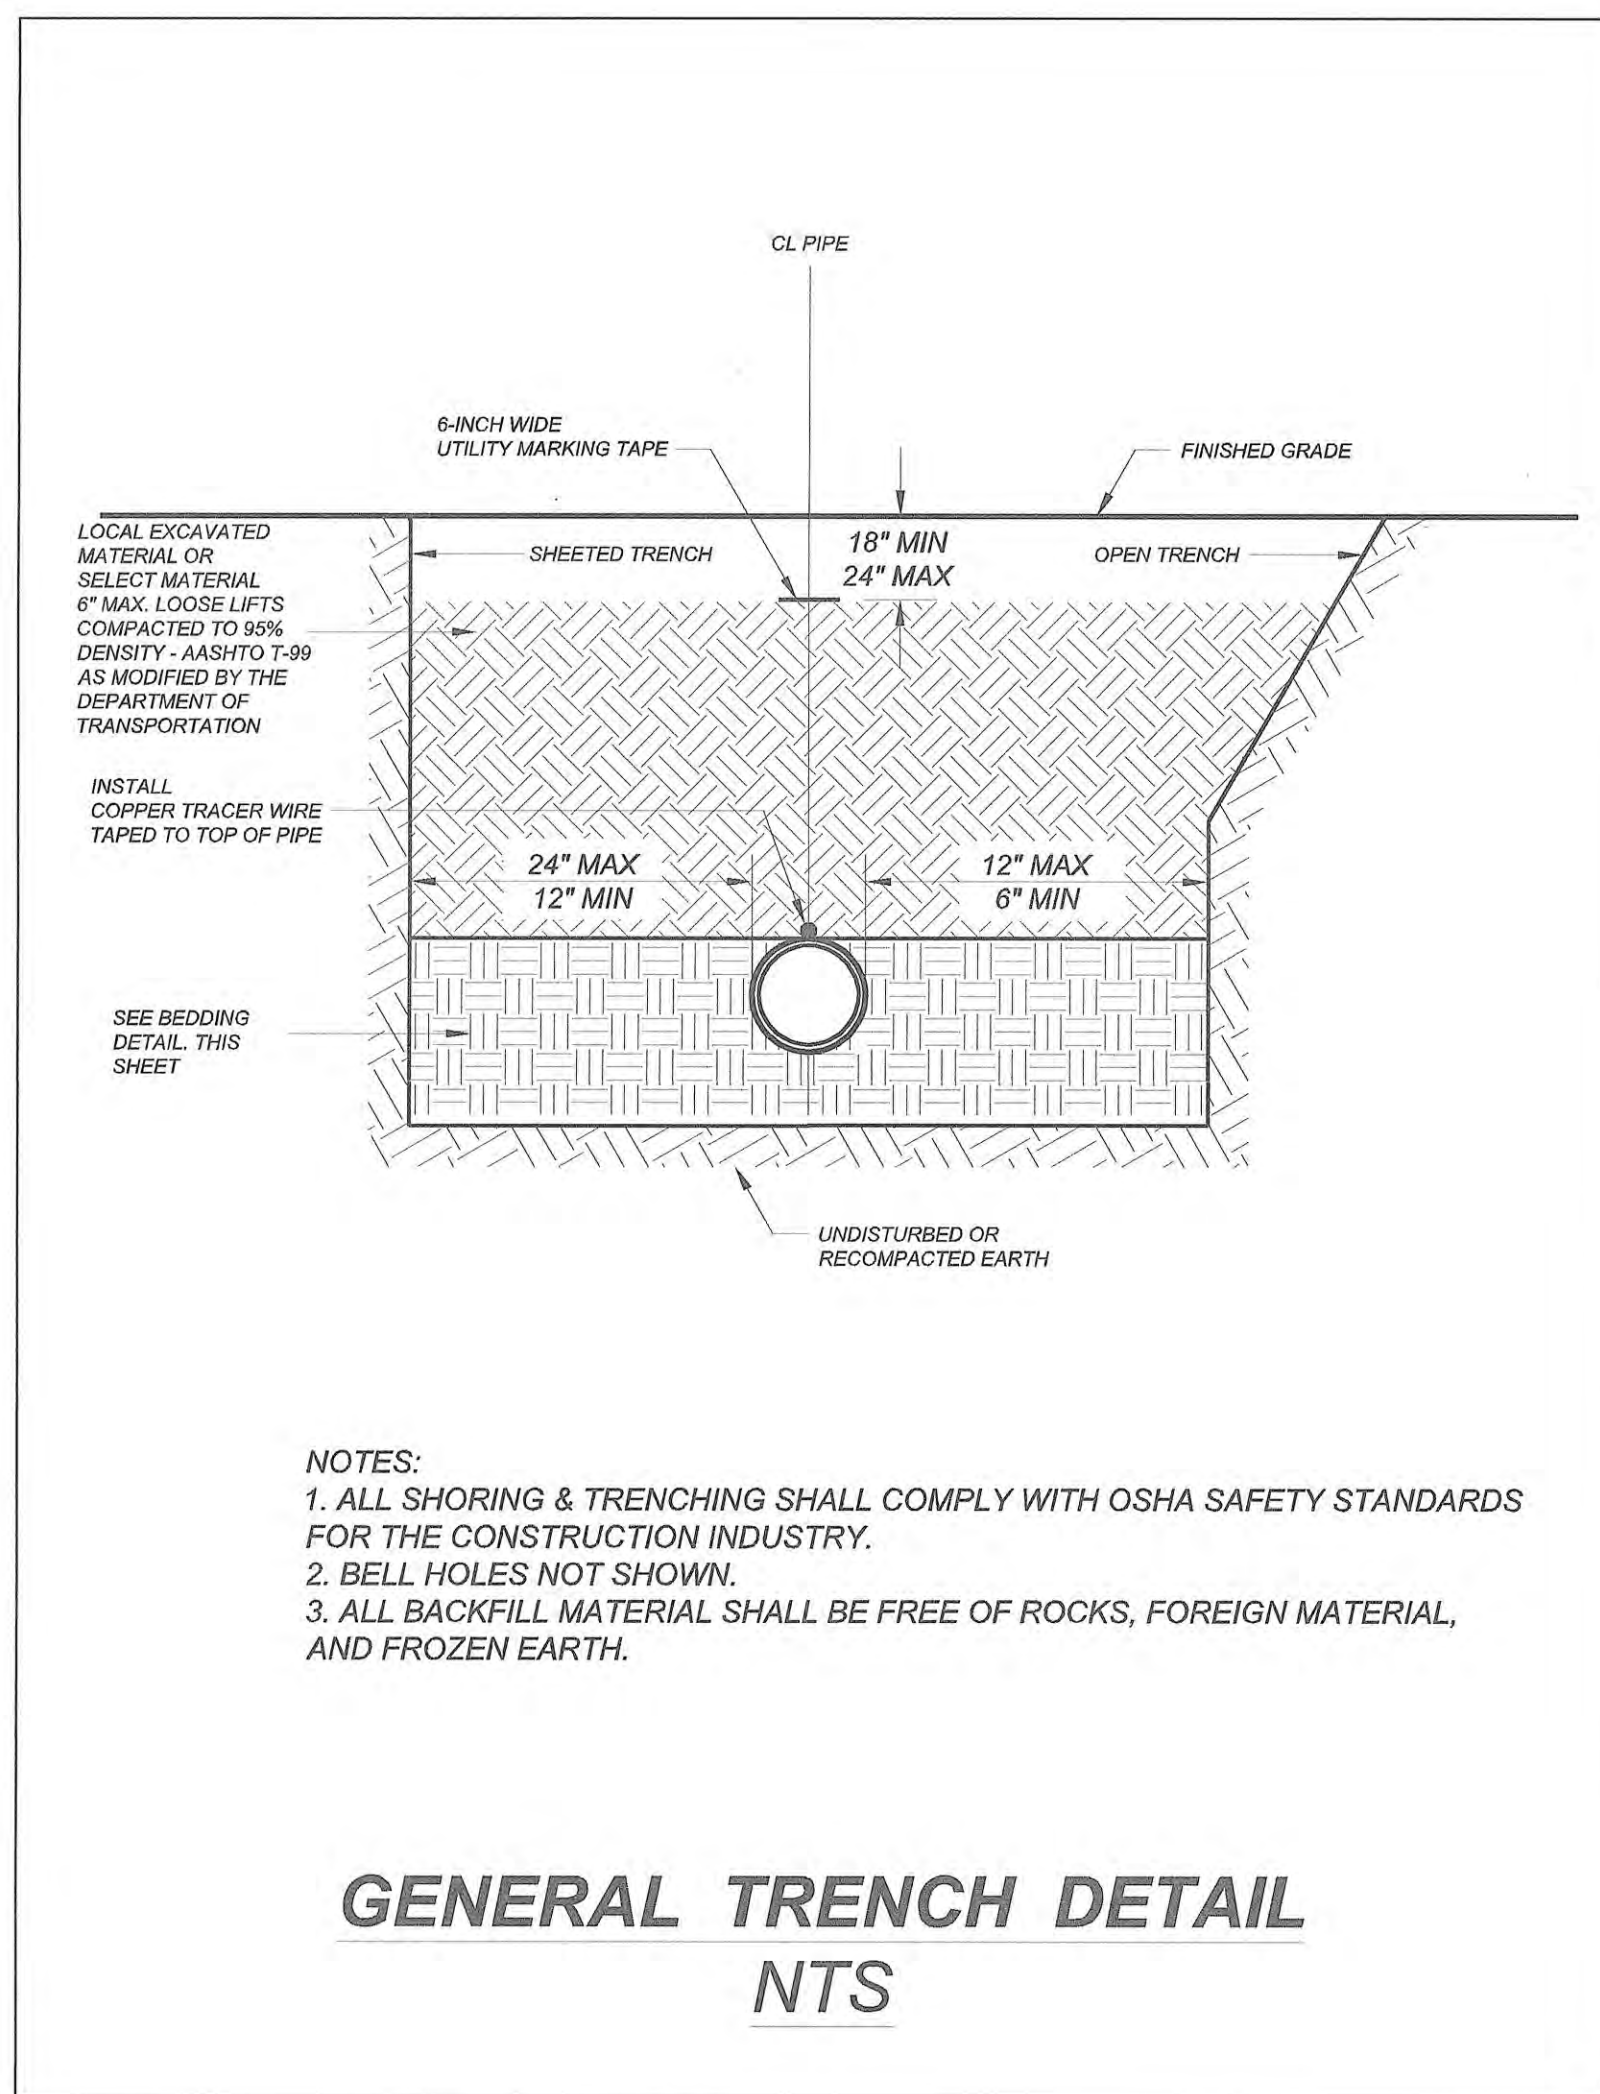 CL PIPE
6-INCH WIDE
UTILITY MARKING TAPE
FINISHED GRADE
LOCAL EXCAVATED
MATERIAL OR
SELECT MATERIAL
6" MAX. LOOSE LIFTS
COMPACTED TO 95%
DENSITY - AASHTO T-99
AS MODIFIED BY THE
DEPARTMENT OF
TRANSPORTATION
SHEETED TRENCH
18" MIN
24" MAX
OPEN TRENCH
INSTALL
COPPER TRACER WIRE
TAPED TO TOP OF PIPE
24" MAX
12" MIN
12" MAX
6" MIN
SEE BEDDING
DETAIL. THIS
SHEET
UNDISTURBED OR
RECOMPACTED EARTH
NOTES:
1. ALL SHORING & TRENCHING SHALL COMPLY WITH OSHA SAFETY STANDARDS
FOR THE CONSTRUCTION INDUSTRY.
2. BELL HOLES NOT SHOWN.
3. ALL BACKFILL MATERIAL SHALL BE FREE OF ROCKS, FOREIGN MATERIAL,
AND FROZEN EARTH.
GENERAL TRENCH DETAIL
NTS